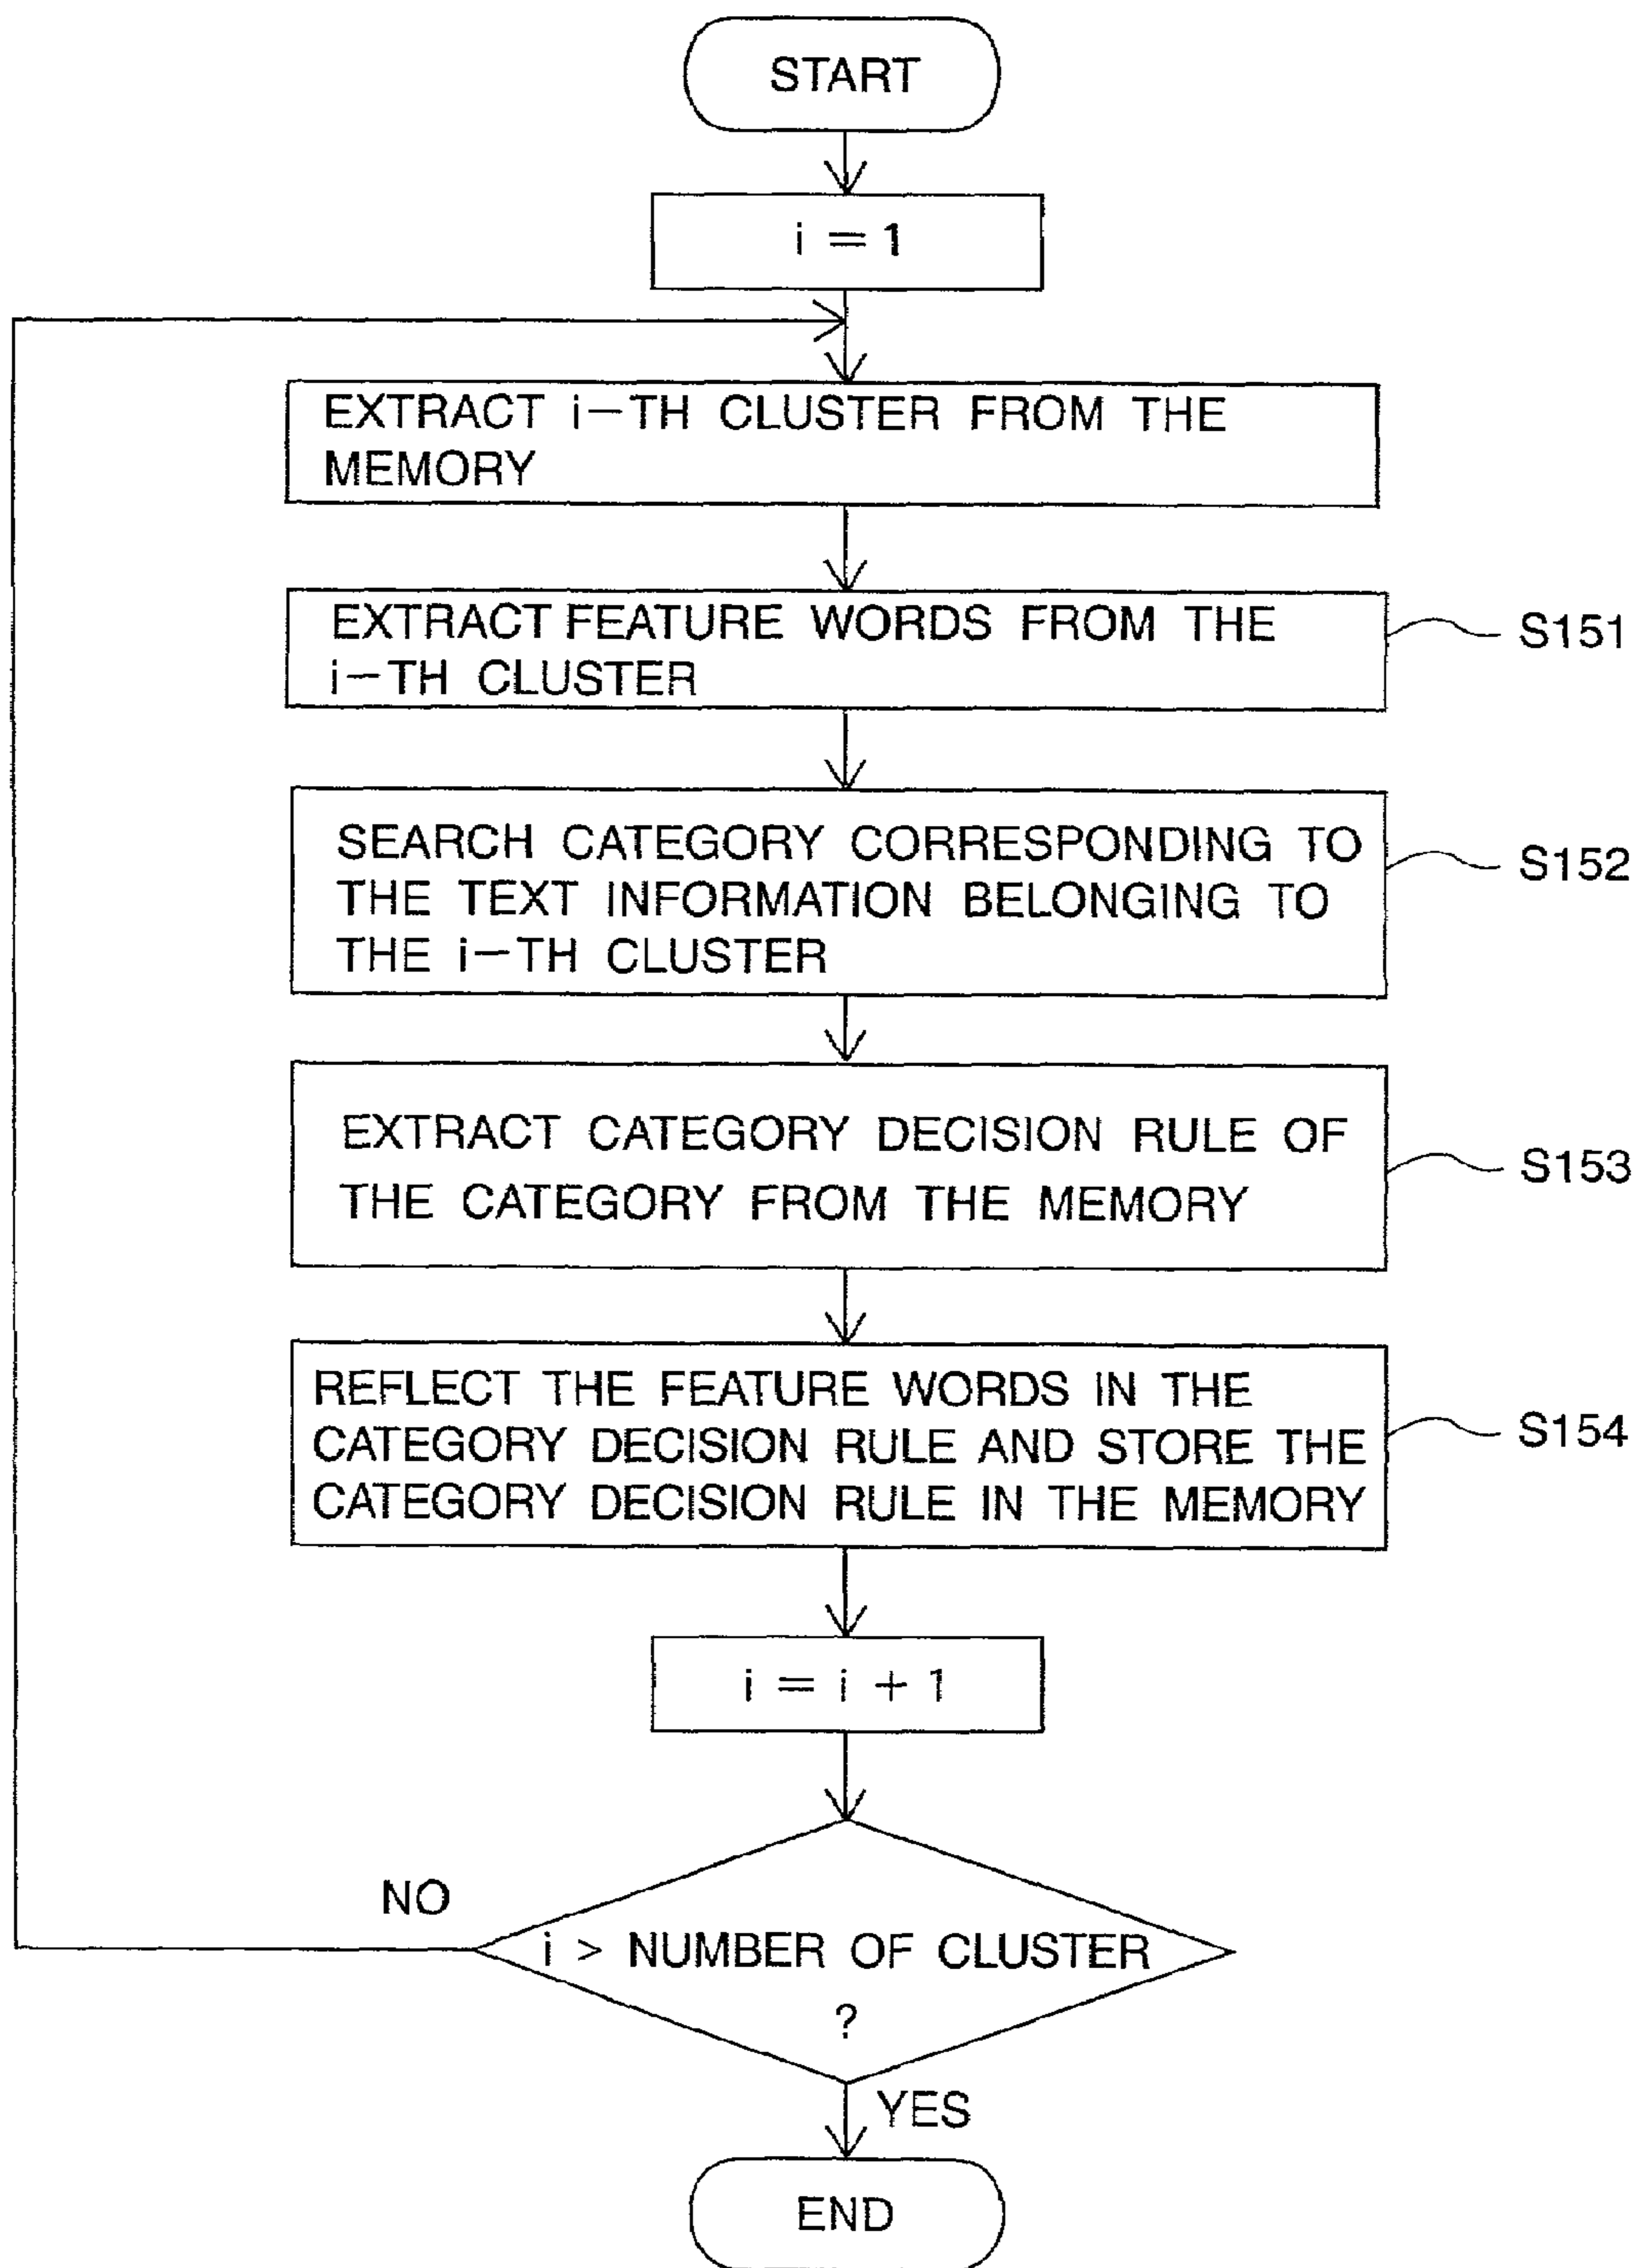 START
i = 1
EXTRACT i-TH CLUSTER FROM THE
MEMORY
EXTRACT FEATURE WORDS FROM THE
i-TH CLUSTER
S151
SEARCH CATEGORY CORRESPONDING TO
THE TEXT INFORMATION BELONGING TO
THE i-TH CLUSTER
S152
EXTRACT CATEGORY DECISION RULE OF
THE CATEGORY FROM THE MEMORY
S153
REFLECT THE FEATURE WORDS IN THE
CATEGORY DECISION RULE AND STORE THE
CATEGORY DECISION RULE IN THE MEMORY
S154
i = i + 1
NO
i > NUMBER OF CLUSTER
?
YES
END